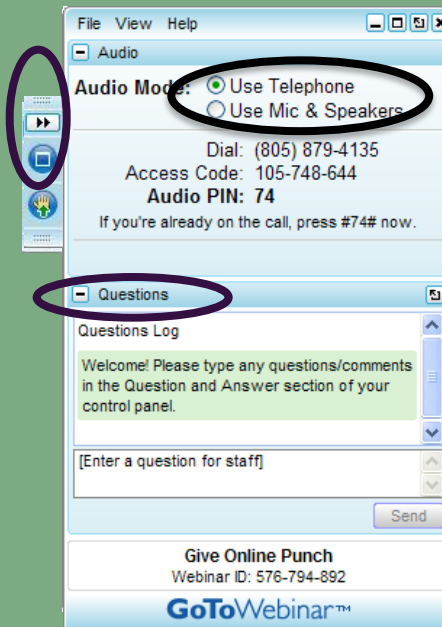 File View Help
Audio
Audio Mode: Use Telephone
Use Mic & Speakers
Dial: (805) 879-4135
Access Code: 105-748-644
Audio PIN: 74
If you're already on the call, press #74# now.
Questions
Questions Log
Welcome! Please type any questions/comments
in the Question and Answer section of your
control panel.
[Enter a question for staff]
Send
Give Online Punch
Webinar ID: 576-794-892
GoToWebinar™